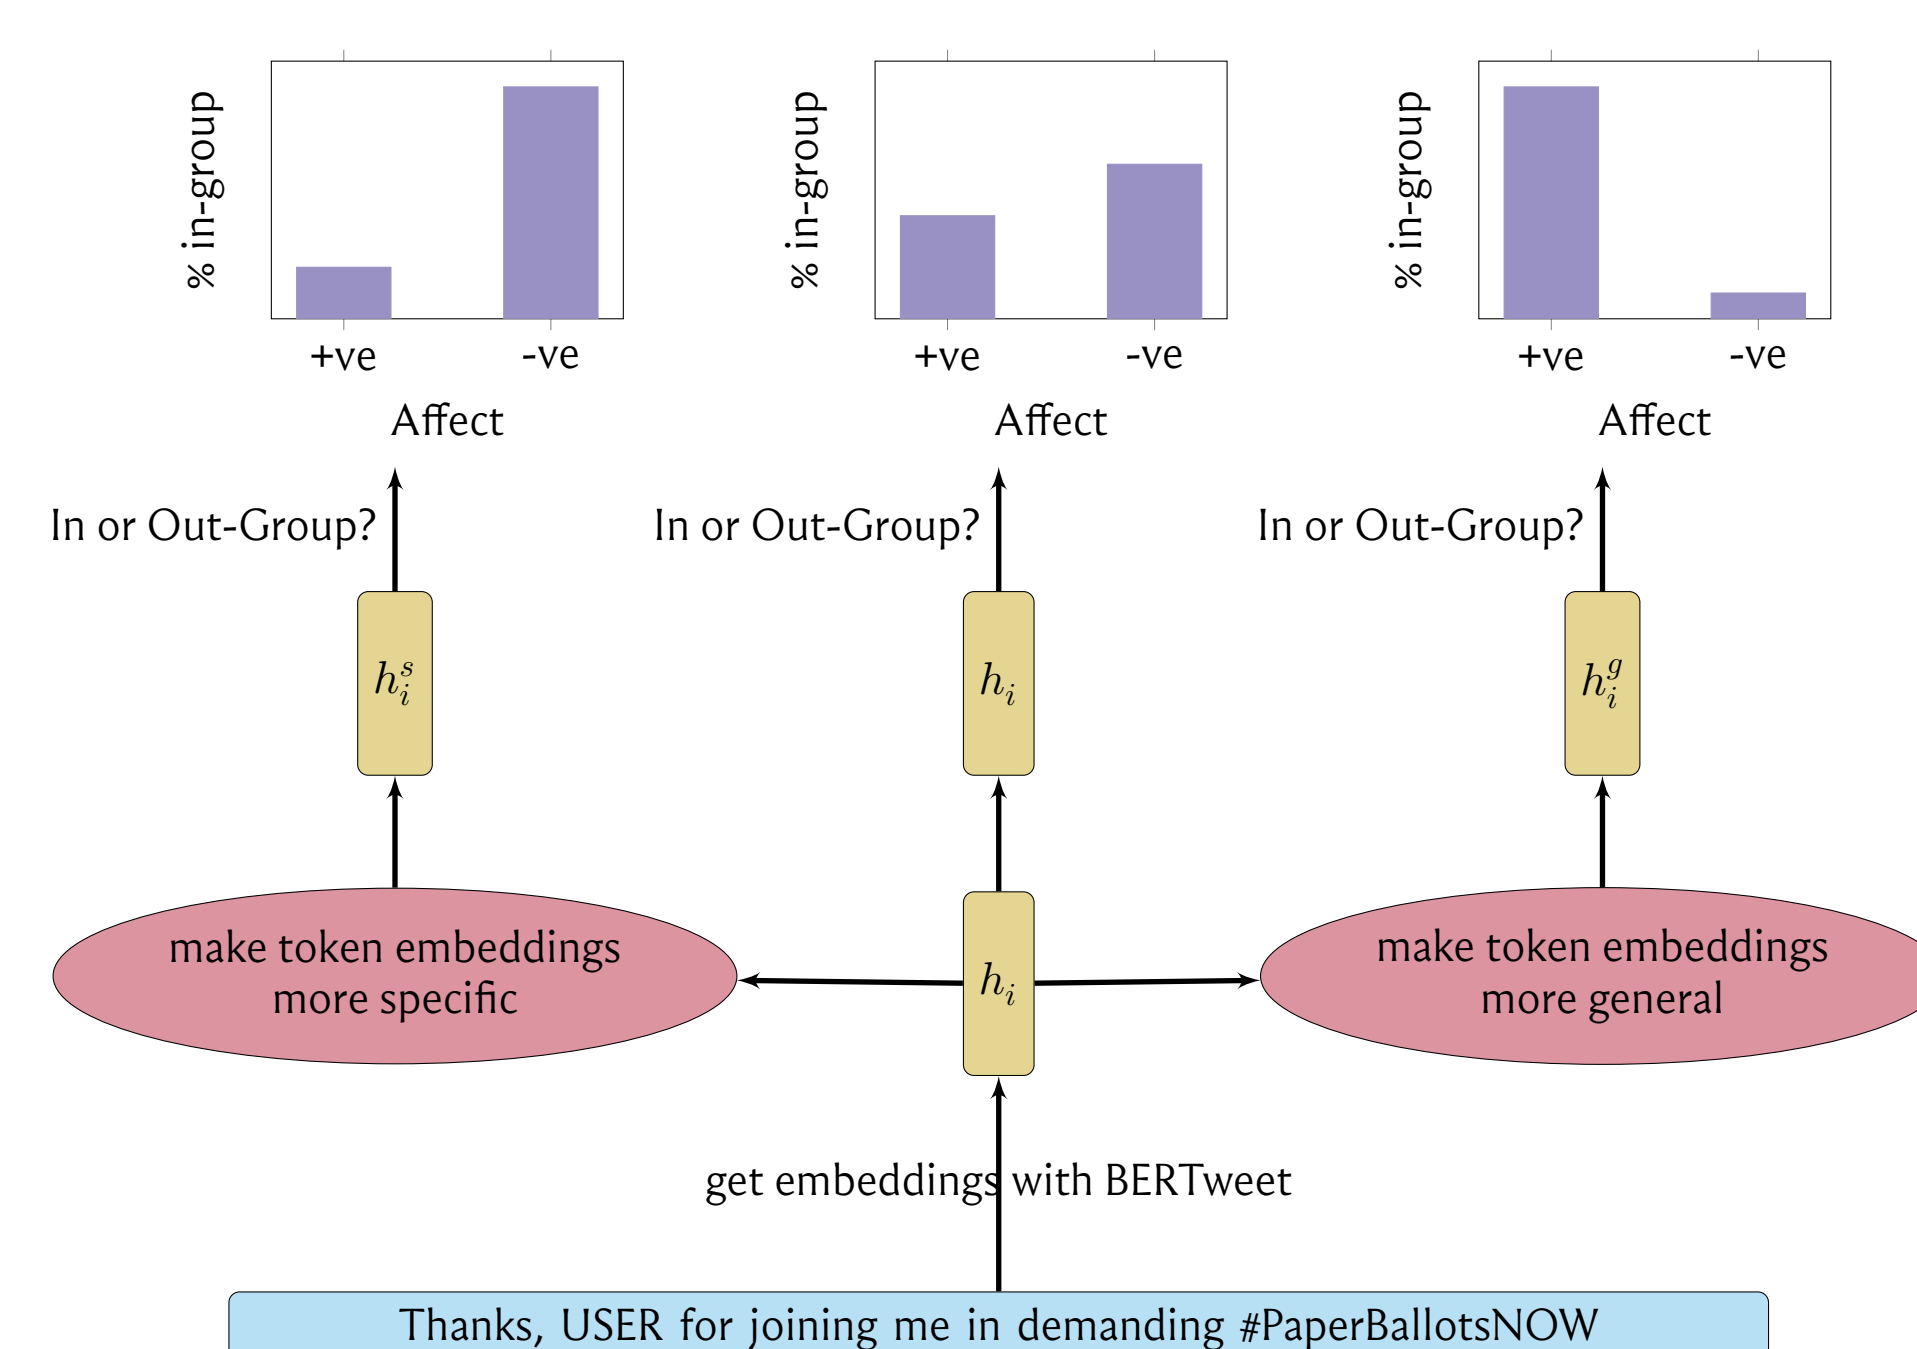 % in-group
+ve -ve
Affect
% in-group
+ve -ve
Affect
% in-group
+ve -ve
Affect
In or Out-Group?
In or Out-Group?
In or Out-Group?
h_i^s
h_i
h_i^g
make token embeddings
more specific
h_i
make token embeddings
more general
get embeddings with BERTweet
Thanks, USER for joining me in demanding #PaperBallotsNOW